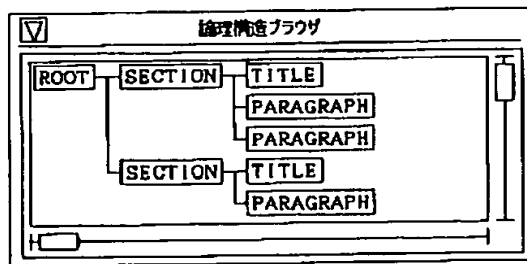 論理構造ブラウザ
ROOT SECTION TITLE
PARAGRAPH
PARAGRAPH
SECTION TITLE
PARAGRAPH